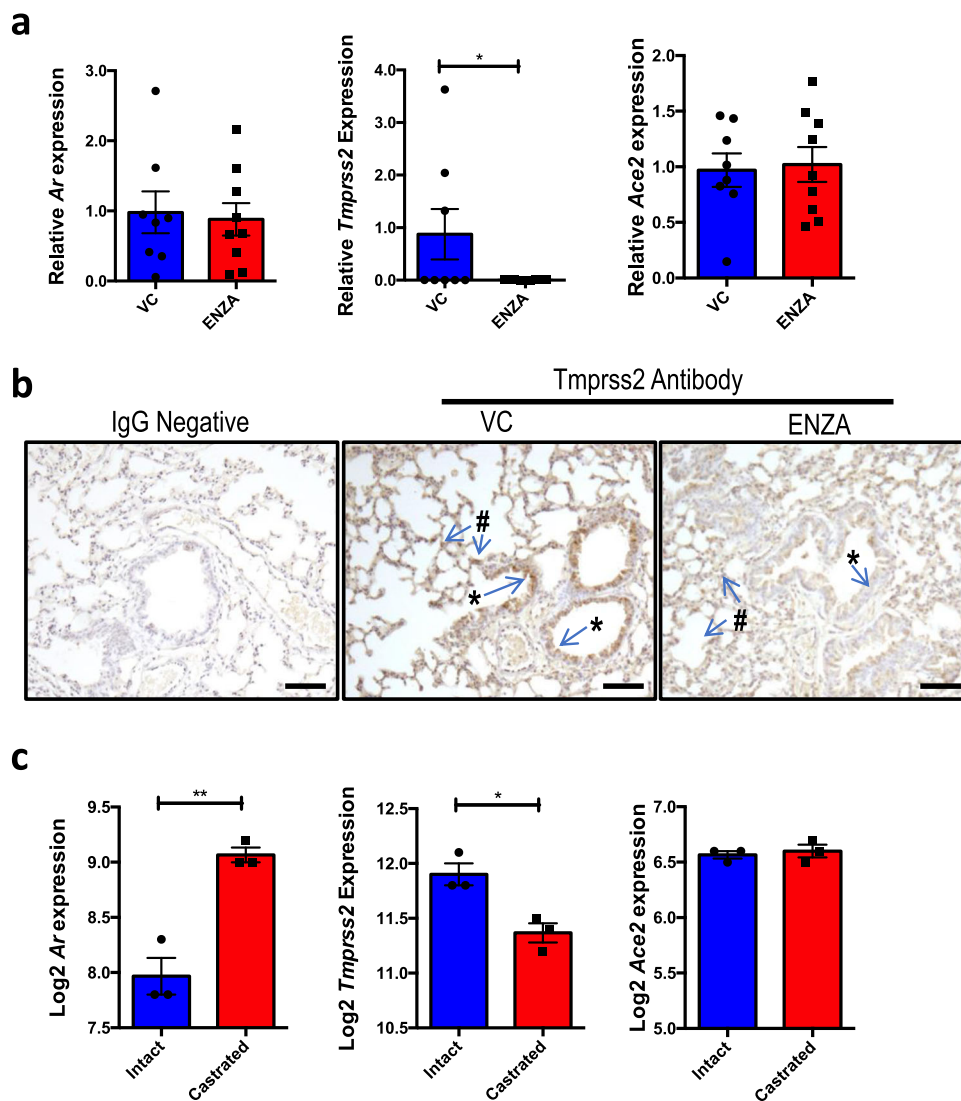 a
Relative Ar expression
3.0
2.0
1.0
0.0
VC
ENZA
Relative Tmprss2 Expression
4.0
3.0
2.0
1.0
0.0
*
VC
ENZA
Relative Ace2 expression
2.0
1.5
1.0
0.5
0.0
VC
ENZA
b
Tmprss2 Antibody
IgG Negative
VC
ENZA
#
*
*
*
#
c
Log2 Ar expression
9.5
9.0
8.5
8.0
7.5
**
Intact
Castrated
Log2 Tmprss2 Expression
12.5
12.0
11.5
11.0
10.5
*
Intact
Castrated
Log2 Ace2 expression
7.0
6.5
6.0
5.5
5.0
Intact
Castrated